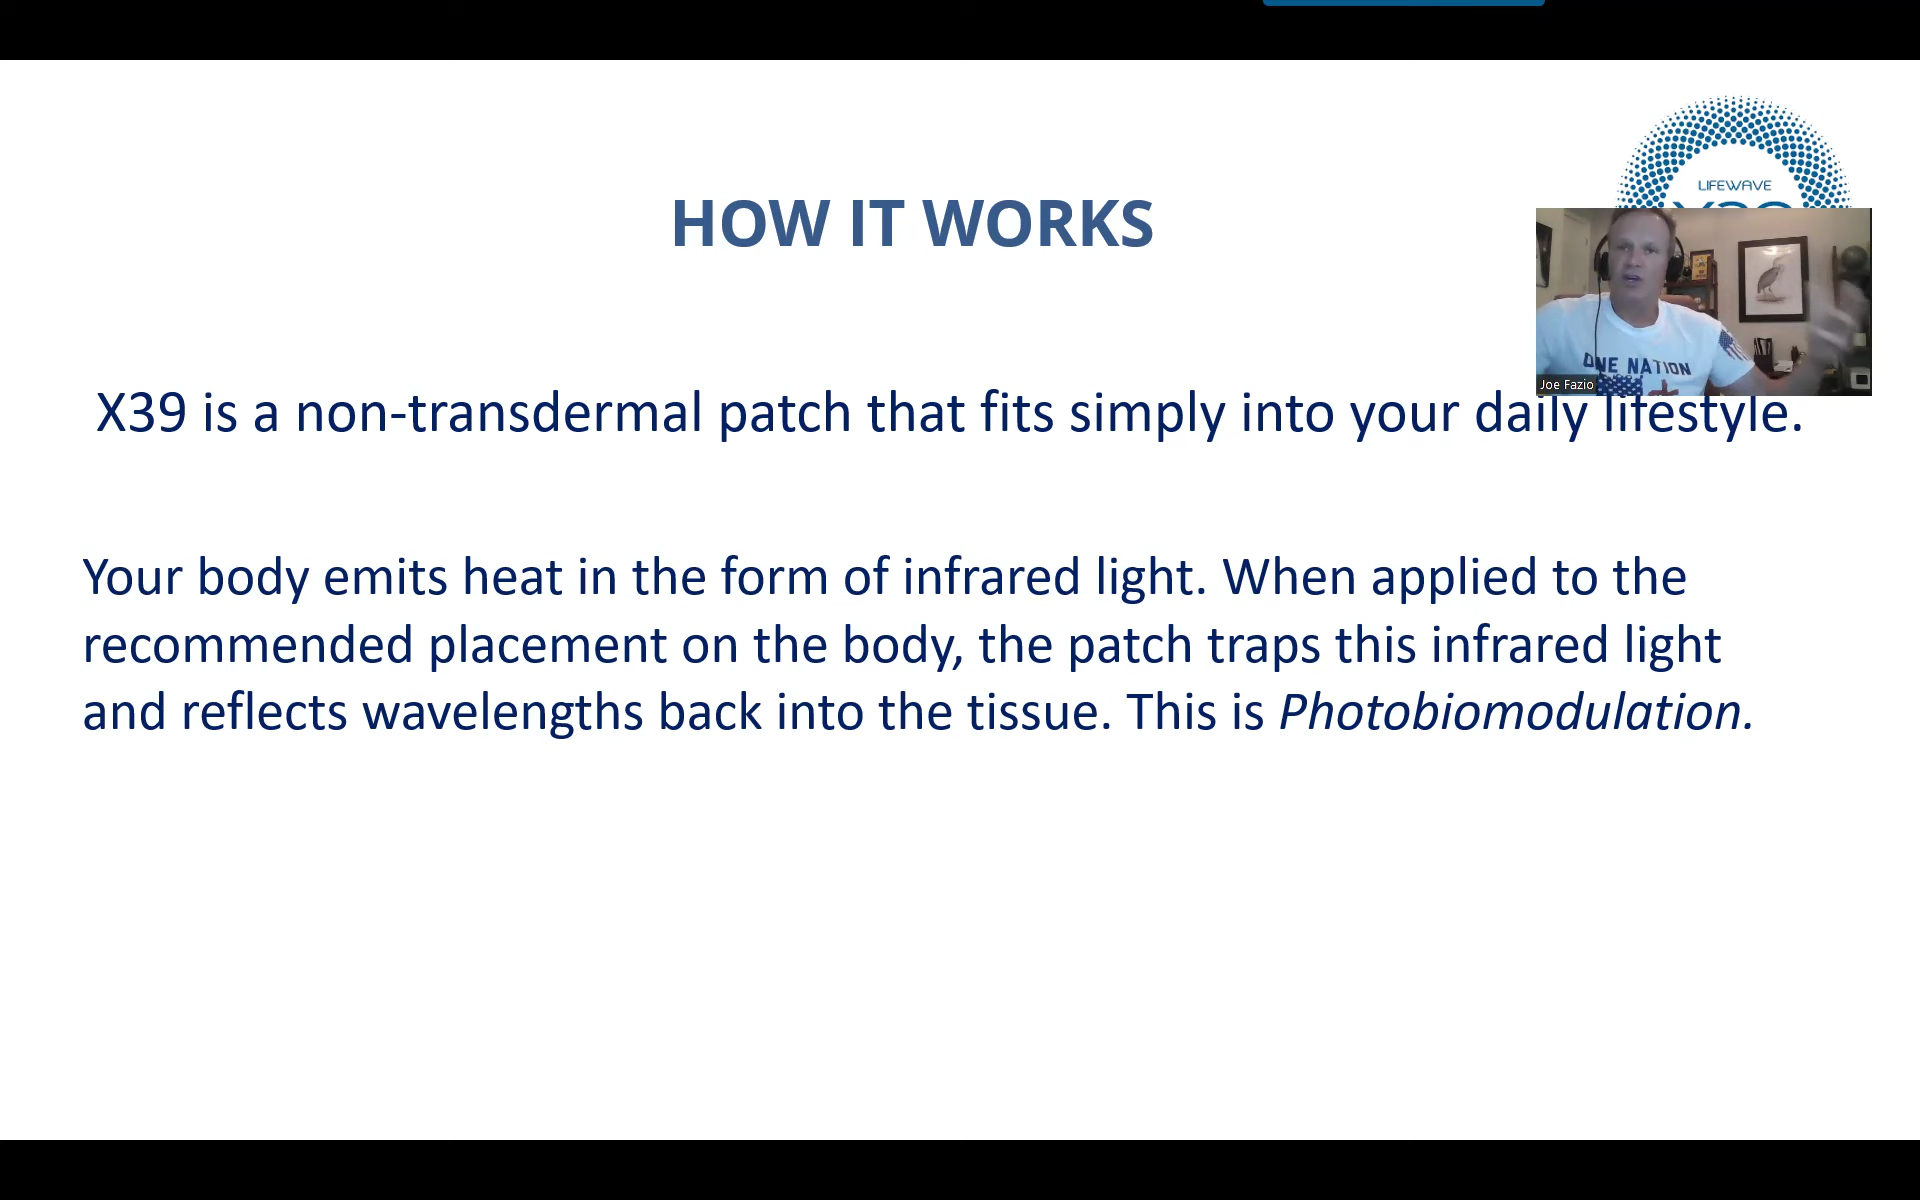 LIFEWAVE
HOW IT WORKS
ONE NATION
Joe Fazio
X39 is a non-transdermal patch that fits simply into your daily lifestyle.
Your body emits heat in the form of infrared light. When applied to the
recommended placement on the body, the patch traps this infrared light
and reflects wavelengths back into the tissue. This is Photobiomodulation.